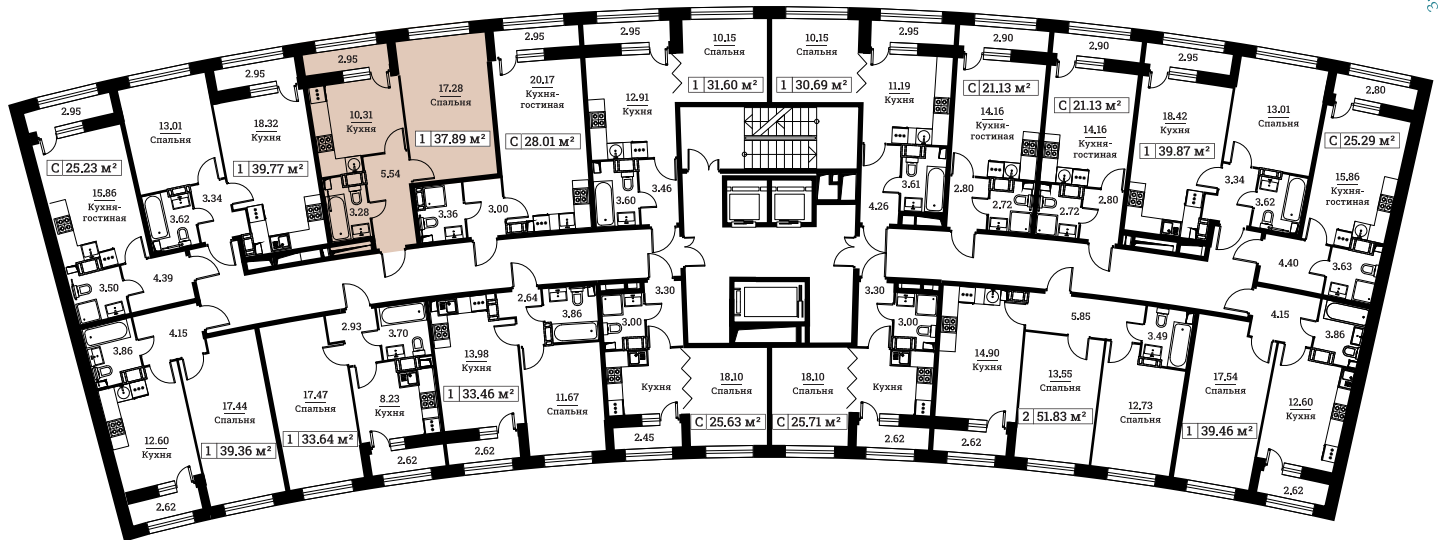 2.95
С 25.23 м²
15.86
Кухня-
гостиная
3.50
4.39
13.01
Спальня
3.62
3.34
2.95
18.32
Кухня
1 39.77 м²
2.95
10.31
Кухня
17.28
Спальня
1 37.89 м²
5.54
3.28
2.95
20.17
Кухня-
гостиная
С 28.01 м²
3.36
3.00
2.95
12.91
Кухня
3.60
3.46
10.15
Спальня
1 31.60 м²
10.15
Спальня
1 30.69 м²
2.95
11.19
Кухня
3.61
4.26
2.90
С 21.13 м²
14.16
Кухня-
гостиная
2.80
2.72
2.90
С 21.13 м²
14.16
Кухня-
гостиная
2.72
2.80
2.95
18.42
Кухня
1 39.87 м²
3.34
13.01
Спальня
3.62
2.80
С 25.29 м²
15.86
Кухня-
гостиная
4.40
3.63
3.86
4.15
12.60
Кухня
2.62
17.44
Спальня
1 39.36 м²
17.47
Спальня
1 33.64 м²
2.93
3.70
8.23
Кухня
2.62
13.98
Кухня
1 33.46 м²
2.62
2.64
3.86
11.67
Спальня
3.30
3.00
Кухня
2.45
18.10
Спальня
С 25.63 м²
18.10
Спальня
С 25.71 м²
3.30
3.00
Кухня
2.62
14.90
Кухня
2.62
5.85
13.55
Спальня
2 51.83 м²
3.49
12.73
Спальня
17.54
Спальня
1 39.46 м²
4.15
3.86
12.60
Кухня
2.62